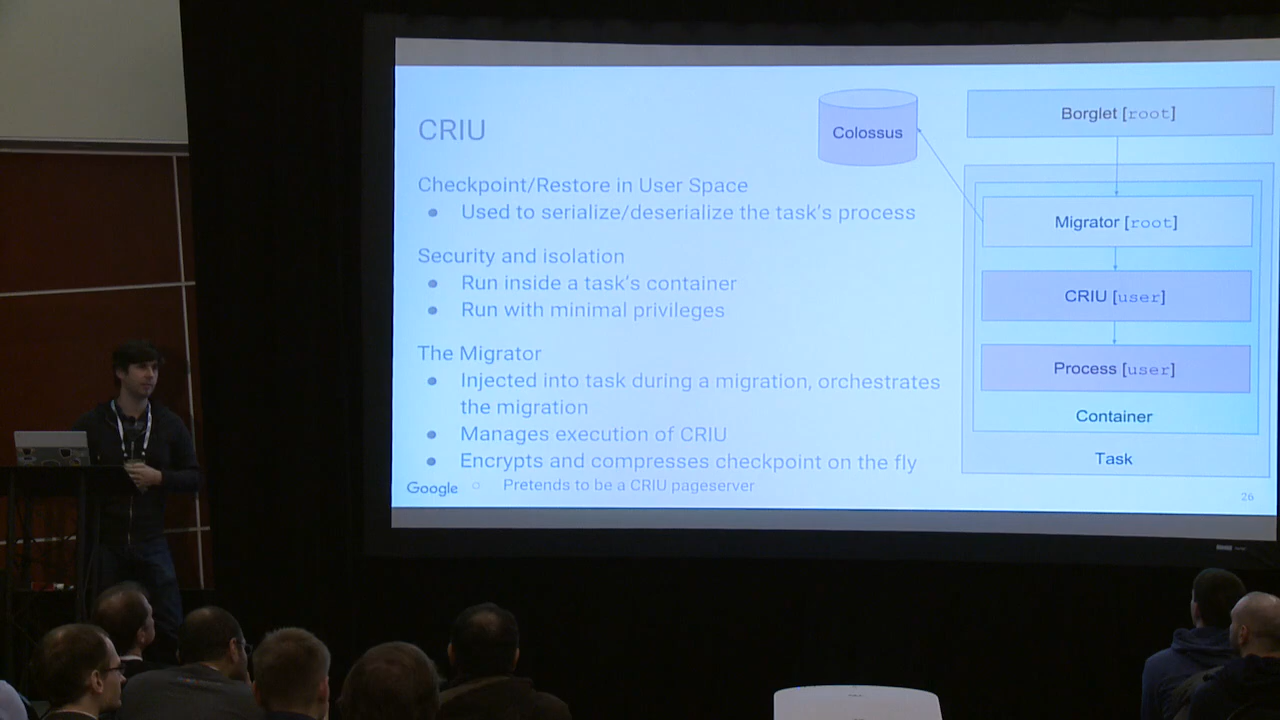 CRIU
Checkpoint/Restore in User Space
● Used to serialize/deserialize the task's process
Security and isolation
● Run inside a task's container
● Run with minimal privileges
The Migrator
● Injected into task during a migration, orchestrates
the migration
● Manages execution of CRIU
● Encrypts and compresses checkpoint on the fly
○ Pretends to be a CRIU pageserver
Google
Colossus
Borglet [root]
Migrator [root]
CRIU [user]
Process [user]
Container
Task
26